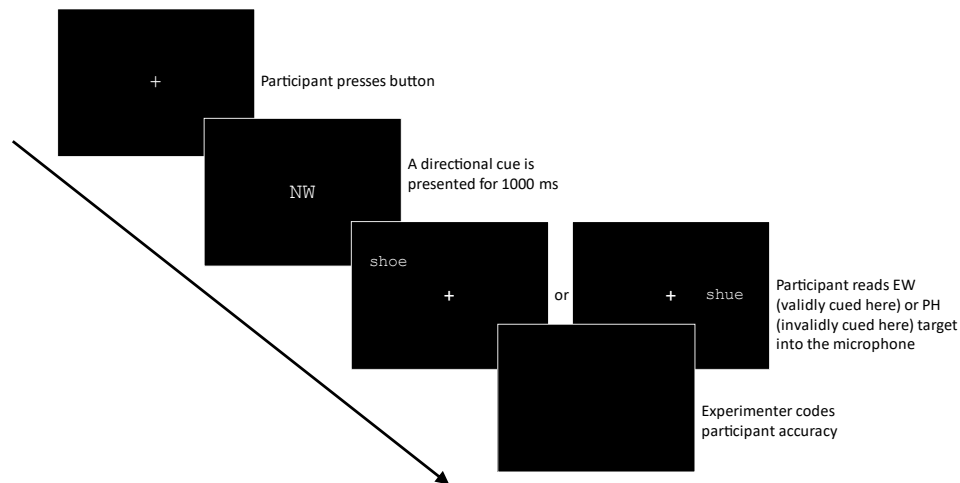 +
Participant presses button
NW
A directional cue is
presented for 1000 ms
shoe
+
or
+
shue
Participant reads EW
(validly cued here) or PH
(invalidly cued here) target
into the microphone
Experimenter codes
participant accuracy